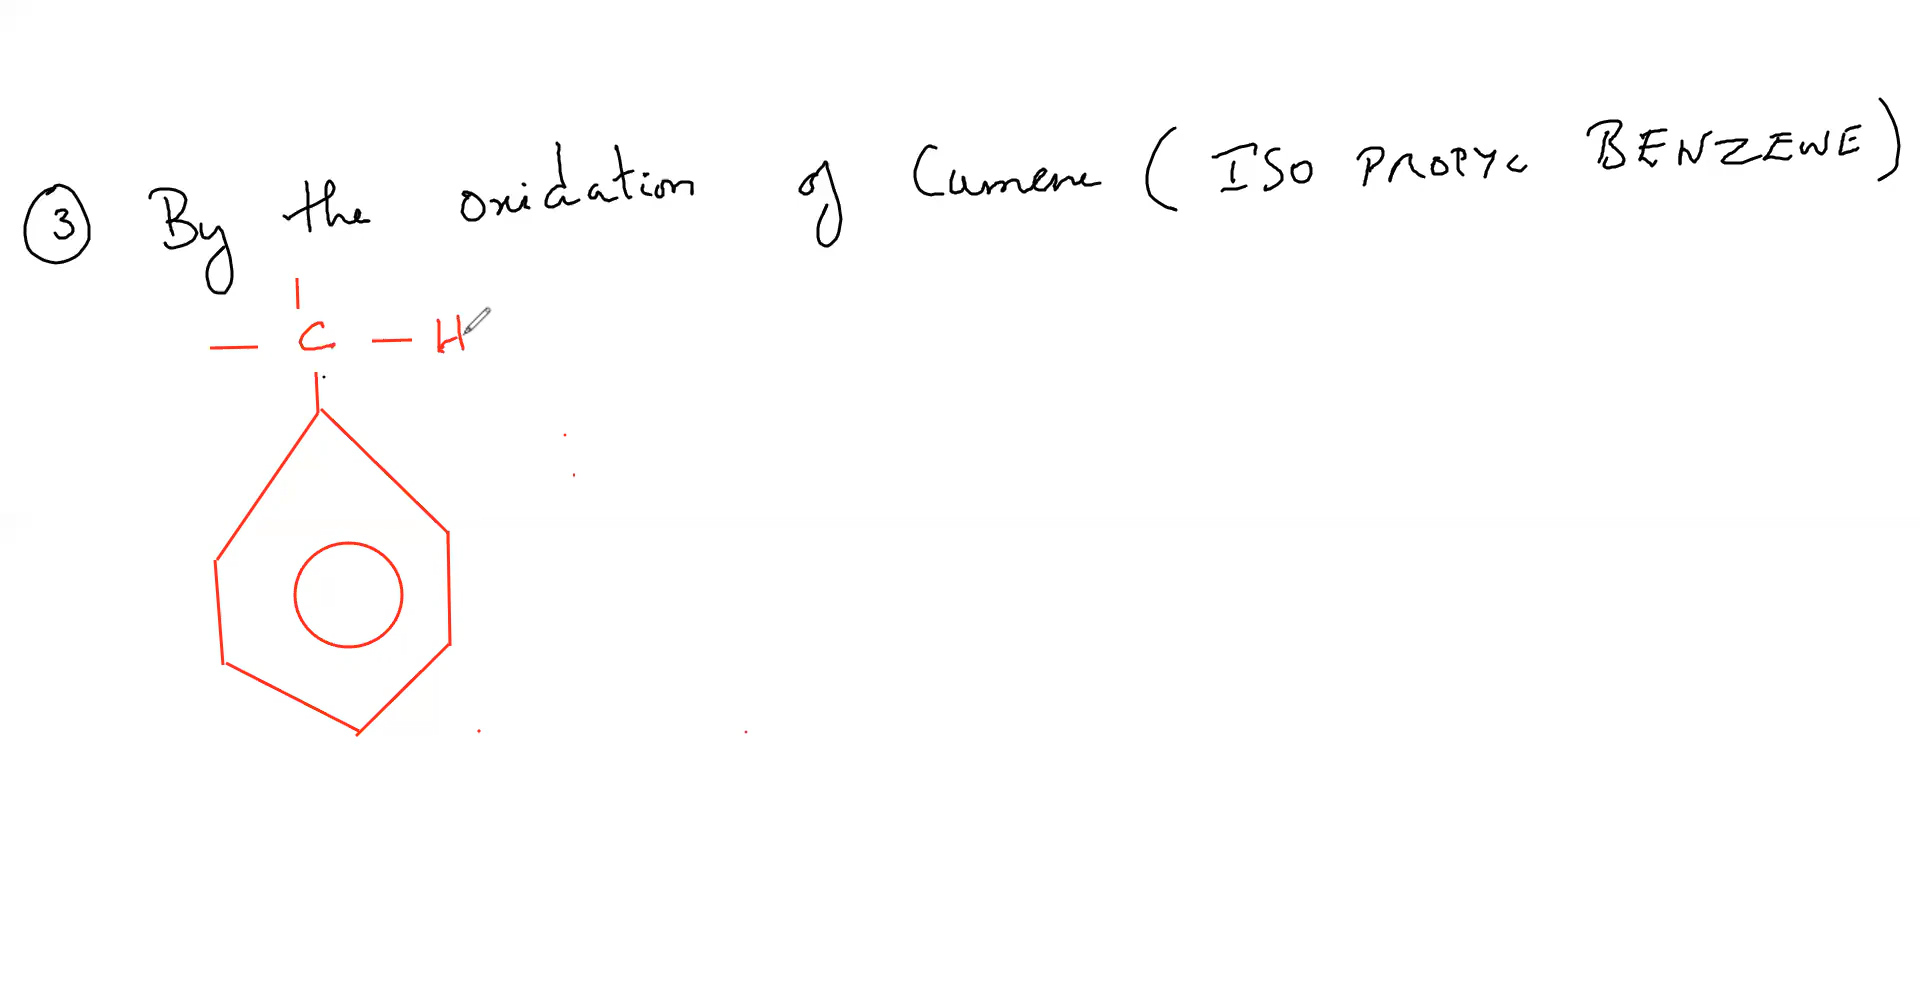 ③ By the oxidation of Cumene (ISO PROPYL BENZENE)
C — H